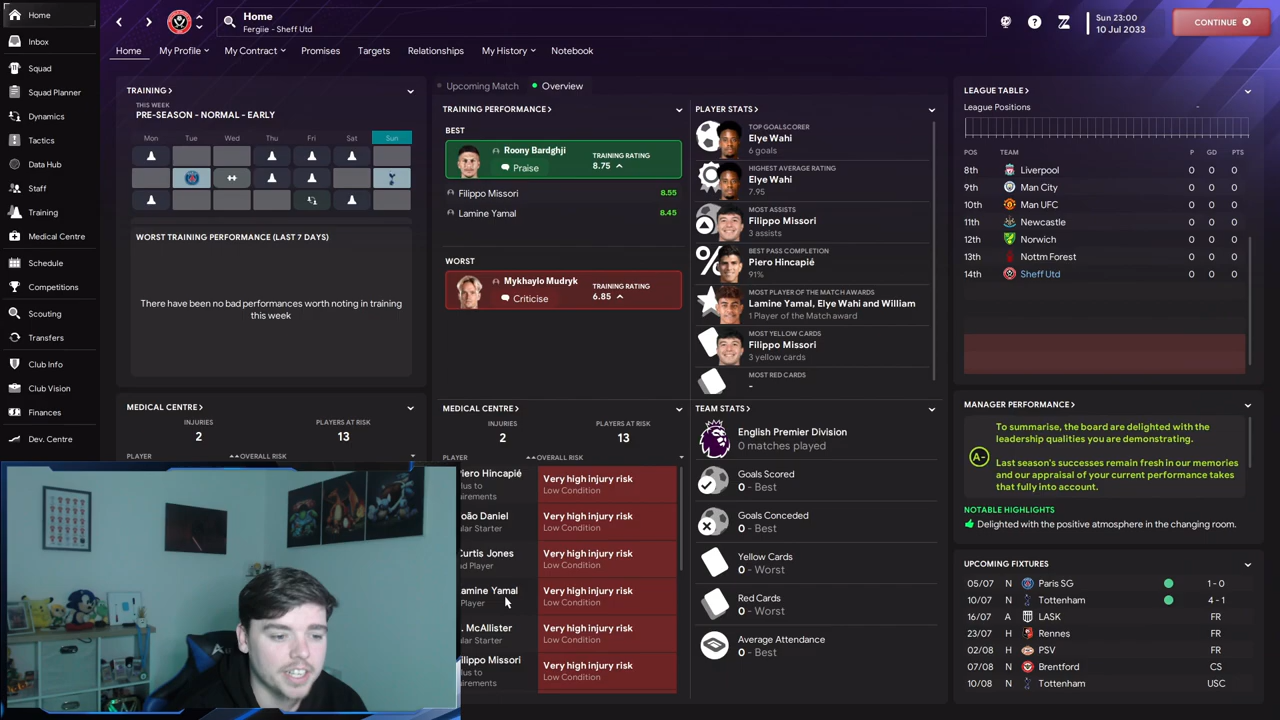 Home
Home
Fergiie - Sheff Utd
Sun 23:00
10 Jul 2033
CONTINUE
Inbox
Squad
Squad Planner
Dynamics
Tactics
Data Hub
Staff
Training
Medical Centre
Schedule
Competitions
Scouting
Transfers
Club Info
Club Vision
Finances
Dev. Centre
Home
My Profile
My Contract
Promises
Targets
Relationships
My History
Notebook
TRAINING
THIS WEEK
PRE-SEASON - NORMAL - EARLY
Mon Tue Wed Thu Fri Sat Sun
WORST TRAINING PERFORMANCE (LAST 7 DAYS)
There have been no bad performances worth noting in training
this week
MEDICAL CENTRE
INJURIES PLAYERS AT RISK
2 13
PLAYER OVERALL RISK
Upcoming Match
Overview
TRAINING PERFORMANCE
BEST
Roony Bardghji
Praise
TRAINING RATING
8.75
Filippo Missori 8.55
Lamine Yamal 8.45
WORST
Mykhaylo Mudryk
Criticise
TRAINING RATING
6.85
MEDICAL CENTRE
INJURIES PLAYERS AT RISK
2 13
PLAYER OVERALL RISK
iero Hincapié
lus to
irements
Very high injury risk
Low Condition
João Daniel
ular Starter
Very high injury risk
Low Condition
Curtis Jones
d Player
Very high injury risk
Low Condition
amine Yamal
Player
Very high injury risk
Low Condition
. McAllister
ular Starter
Very high injury risk
Low Condition
ilippo Missori
lus to
irements
Very high injury risk
Low Condition
PLAYER STATS
TOP GOALSCORER
Elye Wahi
6 goals
HIGHEST AVERAGE RATING
Elye Wahi
7.95
MOST ASSISTS
Filippo Missori
3 assists
BEST PASS COMPLETION
Piero Hincapié
91%
MOST PLAYER OF THE MATCH AWARDS
Lamine Yamal, Elye Wahi and William
1 Player of the Match award
MOST YELLOW CARDS
Filippo Missori
3 yellow cards
MOST RED CARDS
-
TEAM STATS
English Premier Division
0 matches played
Goals Scored
0 - Best
Goals Conceded
0 - Best
Yellow Cards
0 - Worst
Red Cards
0 - Worst
Average Attendance
0 - Best
LEAGUE TABLE
League Positions -
POS TEAM P GD PTS
8th Liverpool 0 0 0
9th Man City 0 0 0
10th Man UFC 0 0 0
11th Newcastle 0 0 0
12th Norwich 0 0 0
13th Nottm Forest 0 0 0
14th Sheff Utd 0 0 0
MANAGER PERFORMANCE
A-
To summarise, the board are delighted with the
leadership qualities you are demonstrating.
Last season's successes remain fresh in our memories
and our appraisal of your current performance takes
that fully into account.
NOTABLE HIGHLIGHTS
Delighted with the positive atmosphere in the changing room.
UPCOMING FIXTURES
05/07 N Paris SG 1 - 0
10/07 N Tottenham 4 - 1
16/07 A LASK FR
23/07 H Rennes FR
02/08 H PSV FR
07/08 N Brentford CS
10/08 N Tottenham USC